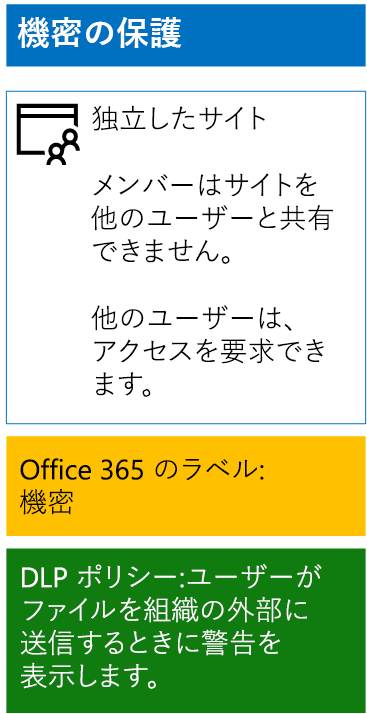 機密の保護
独立したサイト
メンバーはサイトを
他のユーザーと共有
できません。
他のユーザーは、
アクセスを要求でき
ます。
Office 365 のラベル:
機密
DLP ポリシー:ユーザーが
ファイルを組織の外部に
送信するときに警告を
表示します。